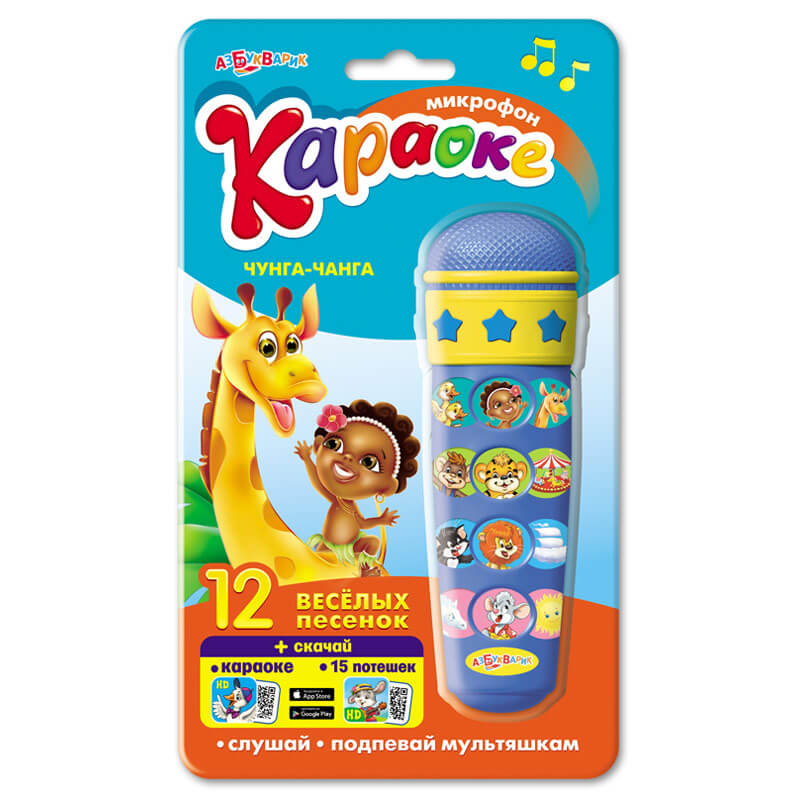 АЗБУКВАРИК
микрофон
Караоке
ЧУНГА-ЧАНГА
12
ВЕСЁЛЫХ
песенок
+ скачай
• караоке • 15 потешек
HD
App Store
Google Play
HD
АЗБУКВАРИК
• слушай • подпевай мультяшкам